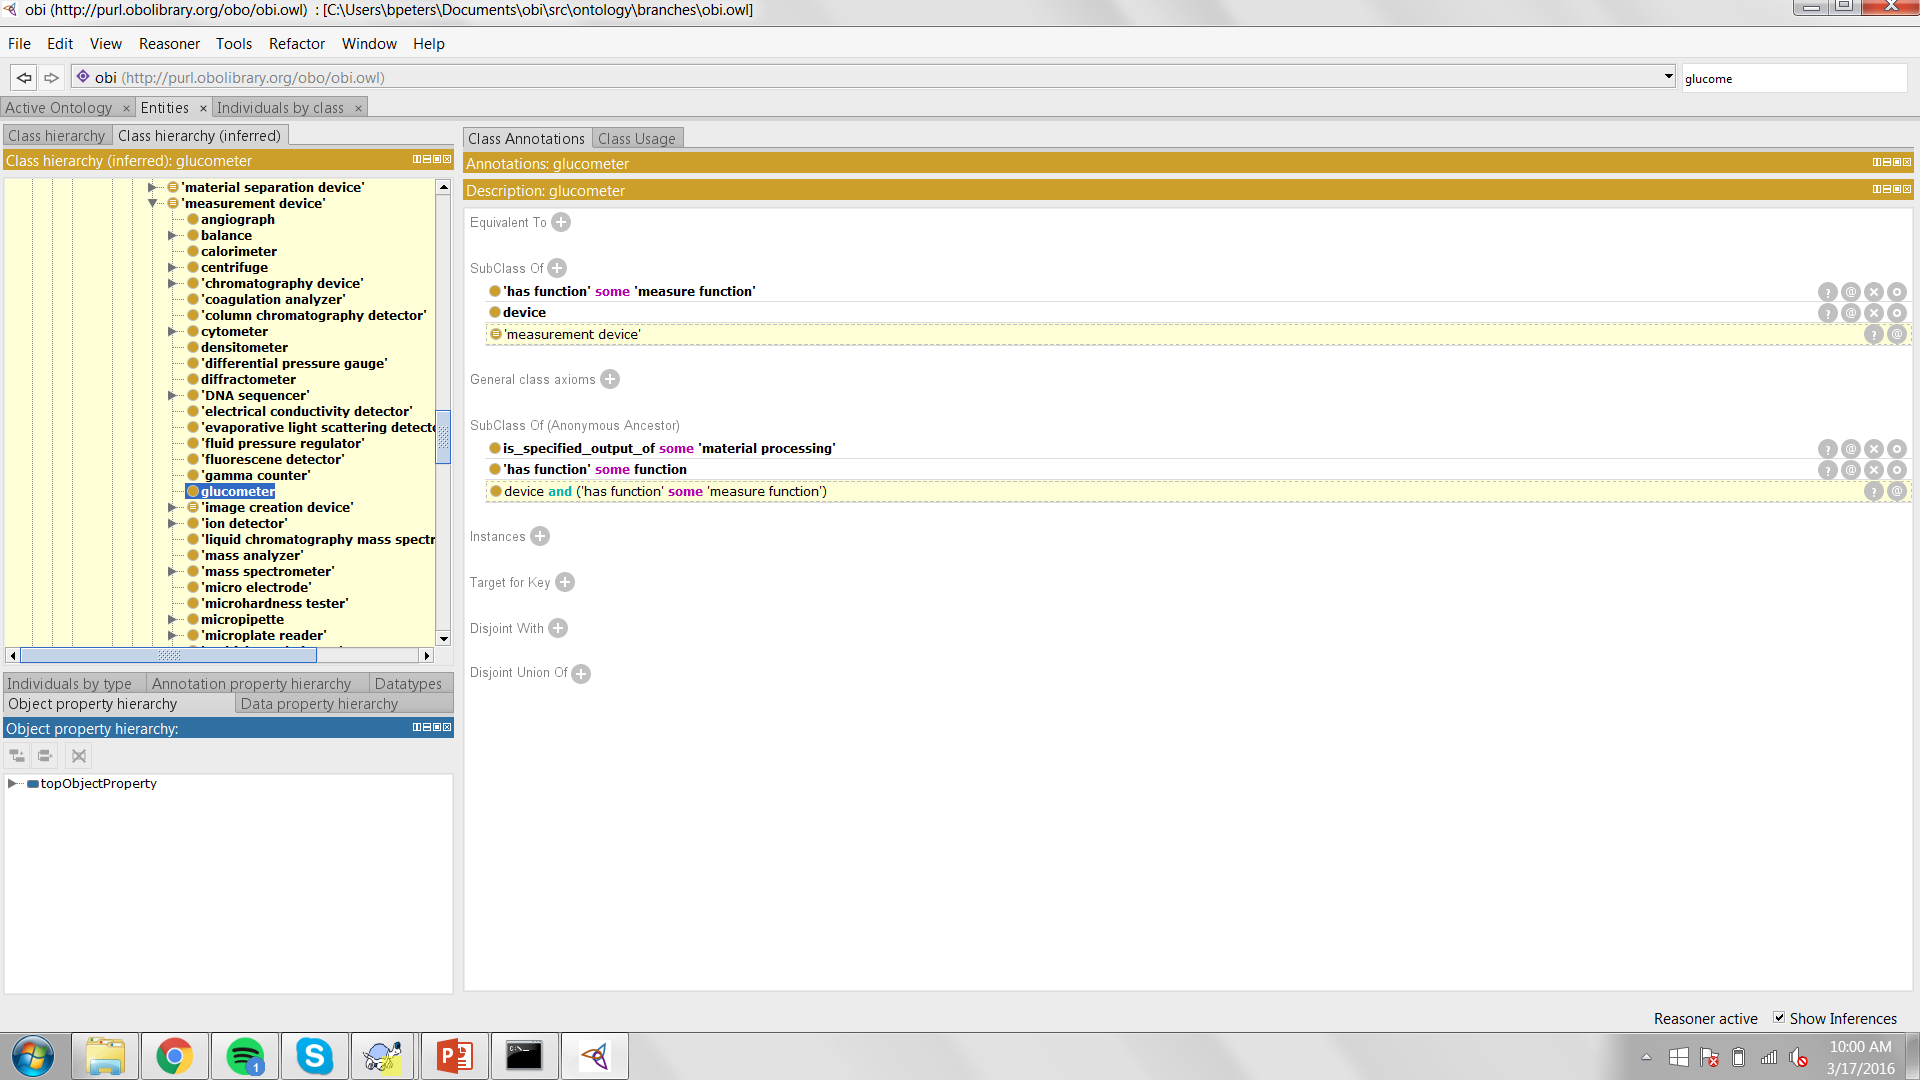 obi (http://purl.obolibrary.org/obo/obi.owl)  : [C:\Users\bpeters\Documents\obi\src\ontology\branches\obi.owl]
File Edit View Reasoner Tools Refactor Window Help
obi (http://purl.obolibrary.org/obo/obi.owl)
glucome
Active Ontology × Entities × Individuals by class ×
Class hierarchy Class hierarchy (inferred)
Class hierarchy (inferred): glucometer
'material separation device'
'measurement device'
angiograph
balance
calorimeter
centrifuge
'chromatography device'
'coagulation analyzer'
'column chromatography detector'
cytometer
densitometer
'differential pressure gauge'
diffractometer
'DNA sequencer'
'electrical conductivity detector'
'evaporative light scattering detecto
'fluid pressure regulator'
'fluorescene detector'
'gamma counter'
glucometer
'image creation device'
'ion detector'
'liquid chromatography mass spectr
'mass analyzer'
'mass spectrometer'
'micro electrode'
'microhardness tester'
micropipette
'microplate reader'
Individuals by type Annotation property hierarchy Datatypes
Object property hierarchy Data property hierarchy
Object property hierarchy:
topObjectProperty
Class Annotations Class Usage
Annotations: glucometer
Description: glucometer
Equivalent To
SubClass Of
'has function' some 'measure function'
device
'measurement device'
General class axioms
SubClass Of (Anonymous Ancestor)
is_specified_output_of some 'material processing'
'has function' some function
device and ('has function' some 'measure function')
Instances
Target for Key
Disjoint With
Disjoint Union Of
Reasoner active Show Inferences
1
10:00 AM
3/17/2016